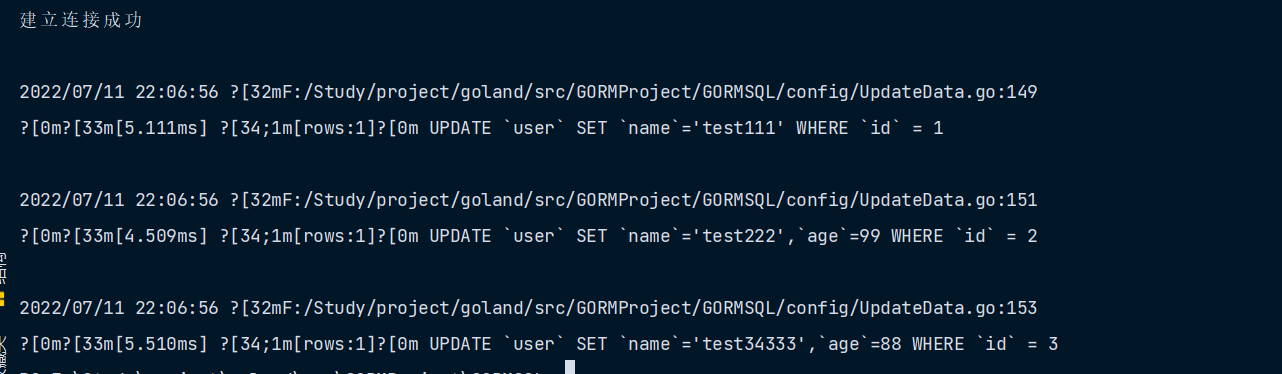 建立连接成功
2022/07/11 22:06:56 ?[32mF:/Study/project/goland/src/GORMProject/GORMSQL/config/UpdateData.go:149
?[0m?[33m[5.111ms] ?[34;1m[rows:1]?[0m UPDATE `user` SET `name`='test111' WHERE `id` = 1
2022/07/11 22:06:56 ?[32mF:/Study/project/goland/src/GORMProject/GORMSQL/config/UpdateData.go:151
?[0m?[33m[4.509ms] ?[34;1m[rows:1]?[0m UPDATE `user` SET `name`='test222',`age`=99 WHERE `id` = 2
2022/07/11 22:06:56 ?[32mF:/Study/project/goland/src/GORMProject/GORMSQL/config/UpdateData.go:153
?[0m?[33m[5.510ms] ?[34;1m[rows:1]?[0m UPDATE `user` SET `name`='test34333',`age`=88 WHERE `id` = 3